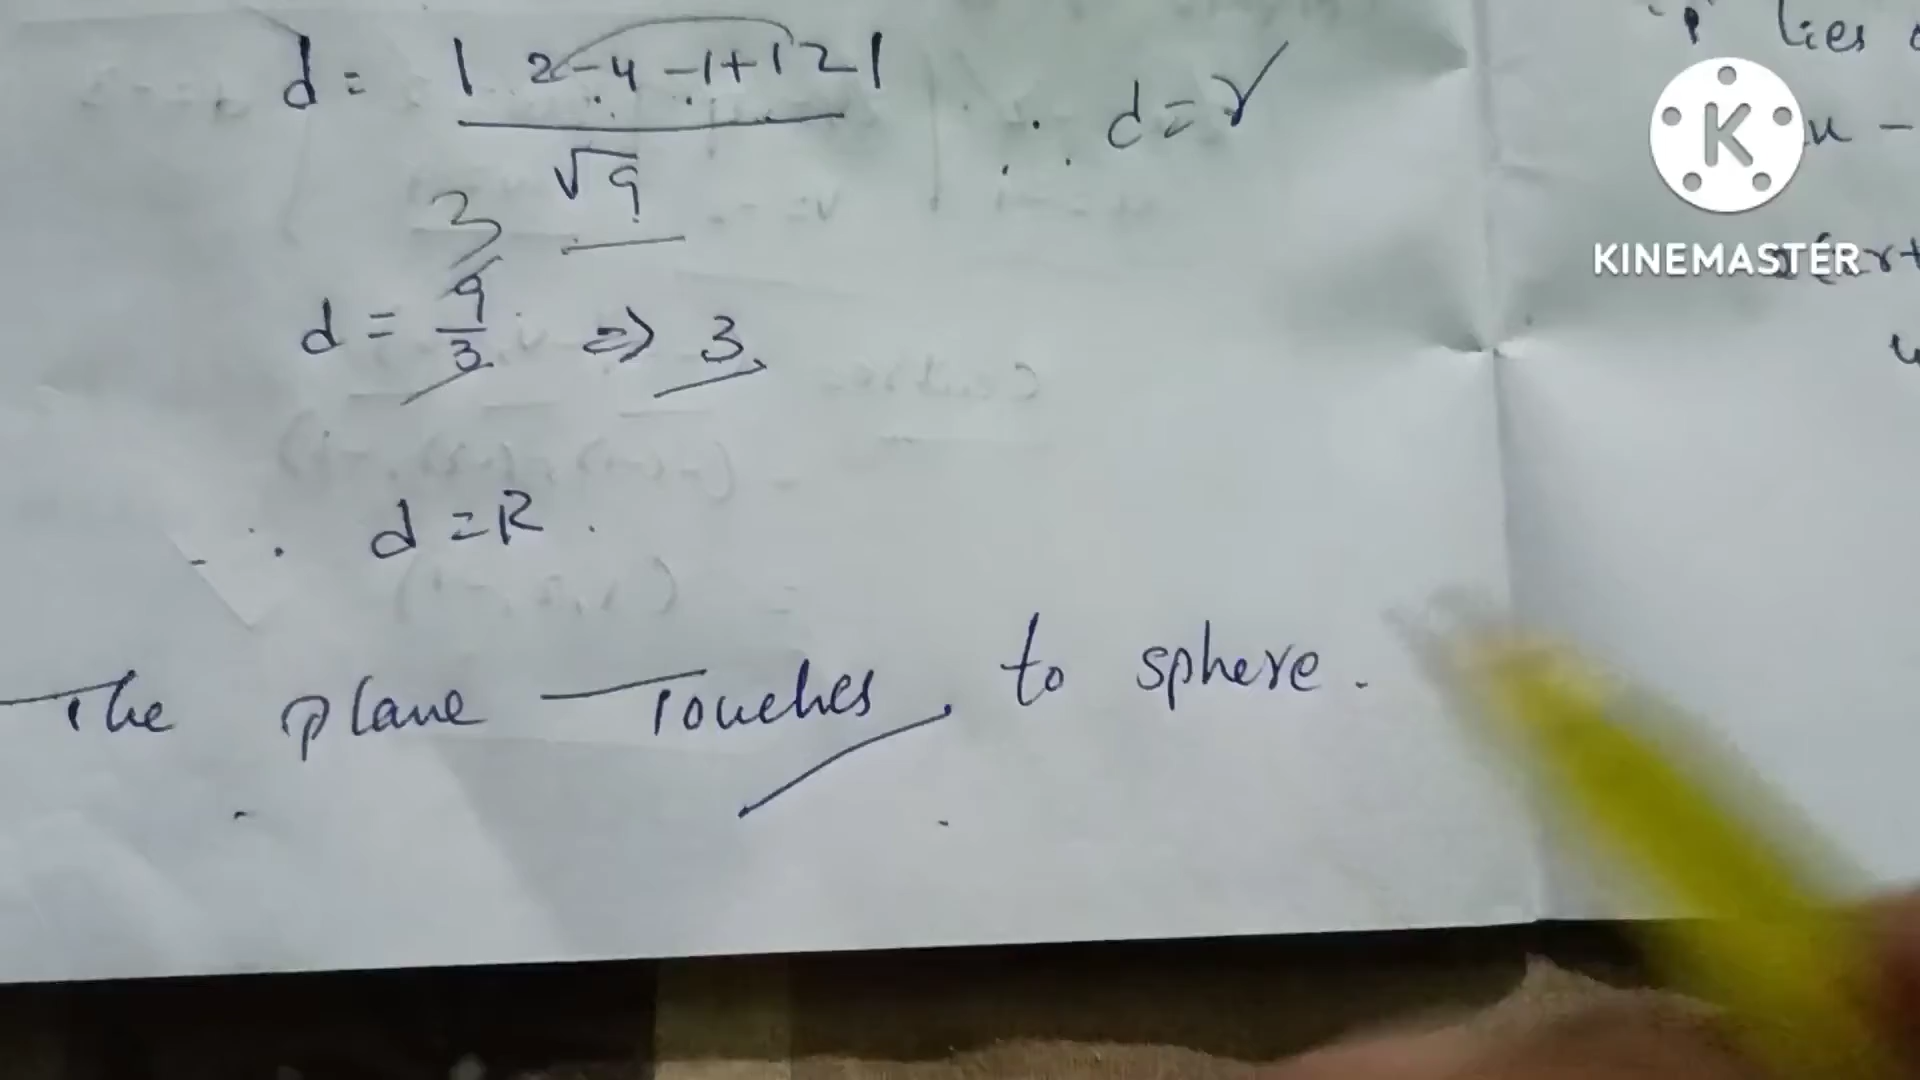 d = | 2 - 4 - 1 + 12 |
√9
∴ d = r
3
d = 9/3 => 3
∴ d = R .
The plane Touches to sphere .
lies
KINEMASTER